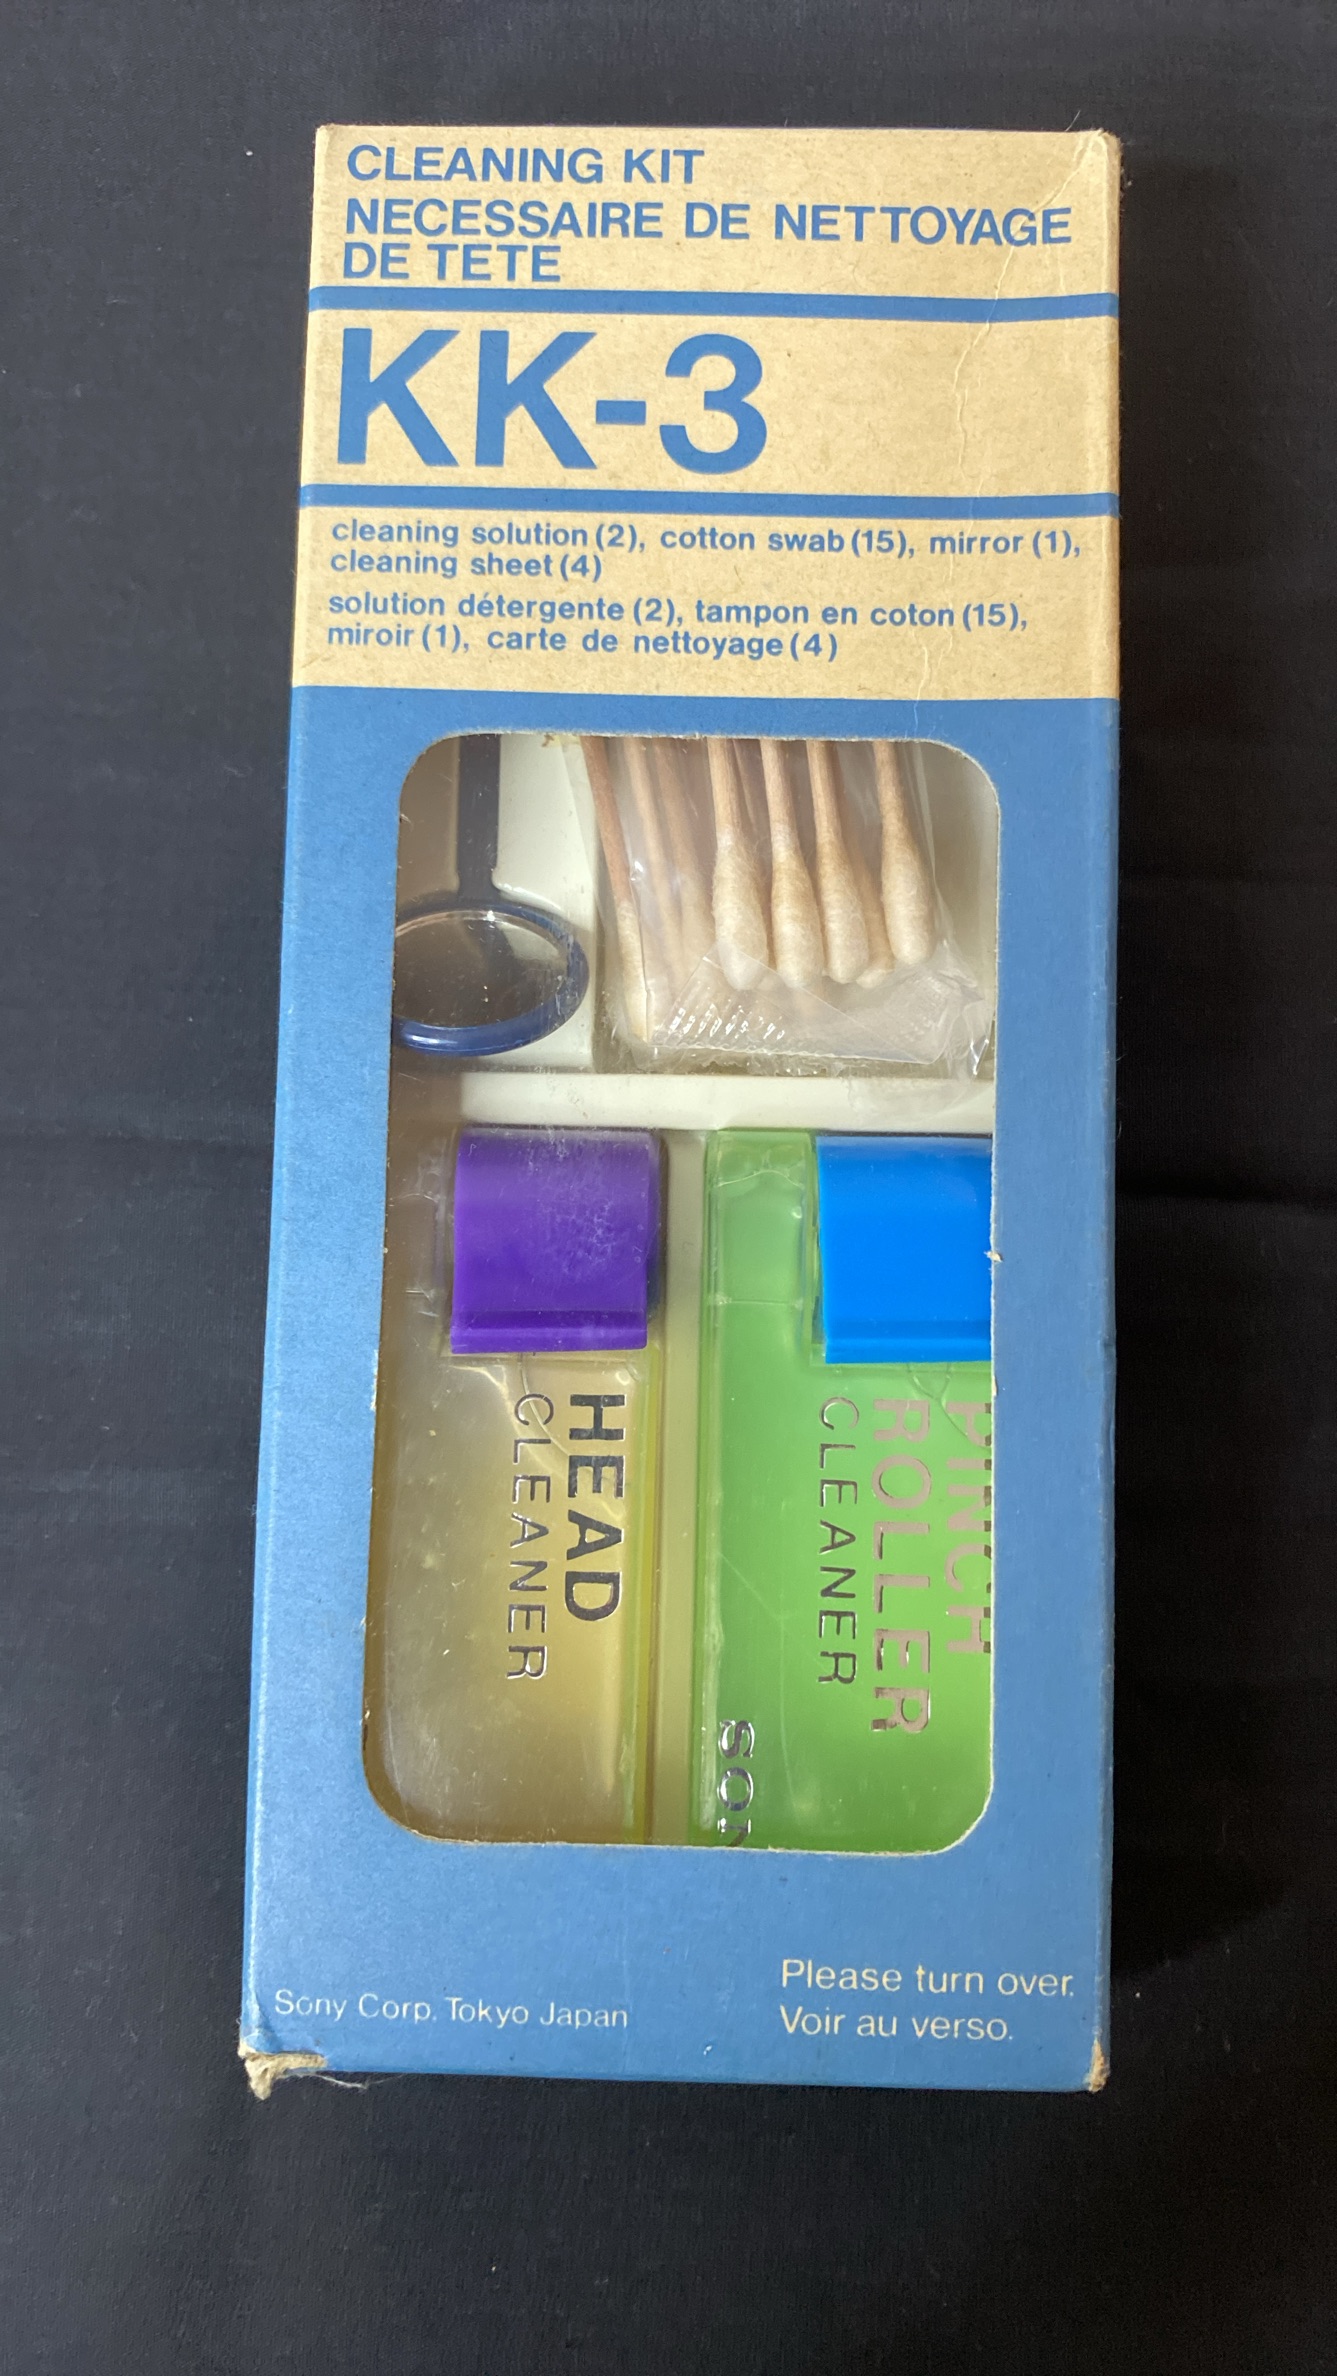 CLEANING KIT
NECESSAIRE DE NETTOYAGE
DE TETE
KK-3
cleaning solution (2), cotton swab (15), mirror (1),
cleaning sheet (4)
solution détergente (2), tampon en coton (15),
miroir (1), carte de nettoyage (4)
HEAD
CLEANER
PINCH
ROLLER
CLEANER
SON
Sony Corp. Tokyo Japan
Please turn over.
Voir au verso.